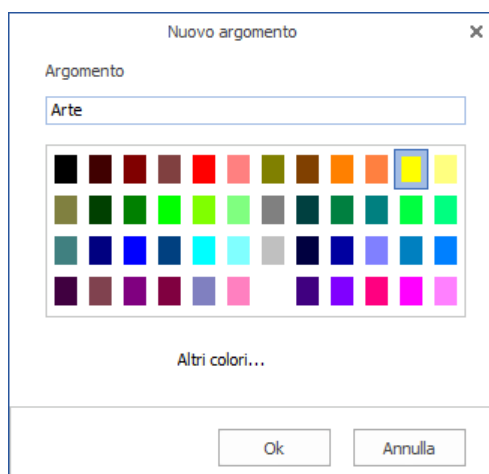 Nuovo argomento
Argomento
Arte
Altri colori...
Ok
Annulla